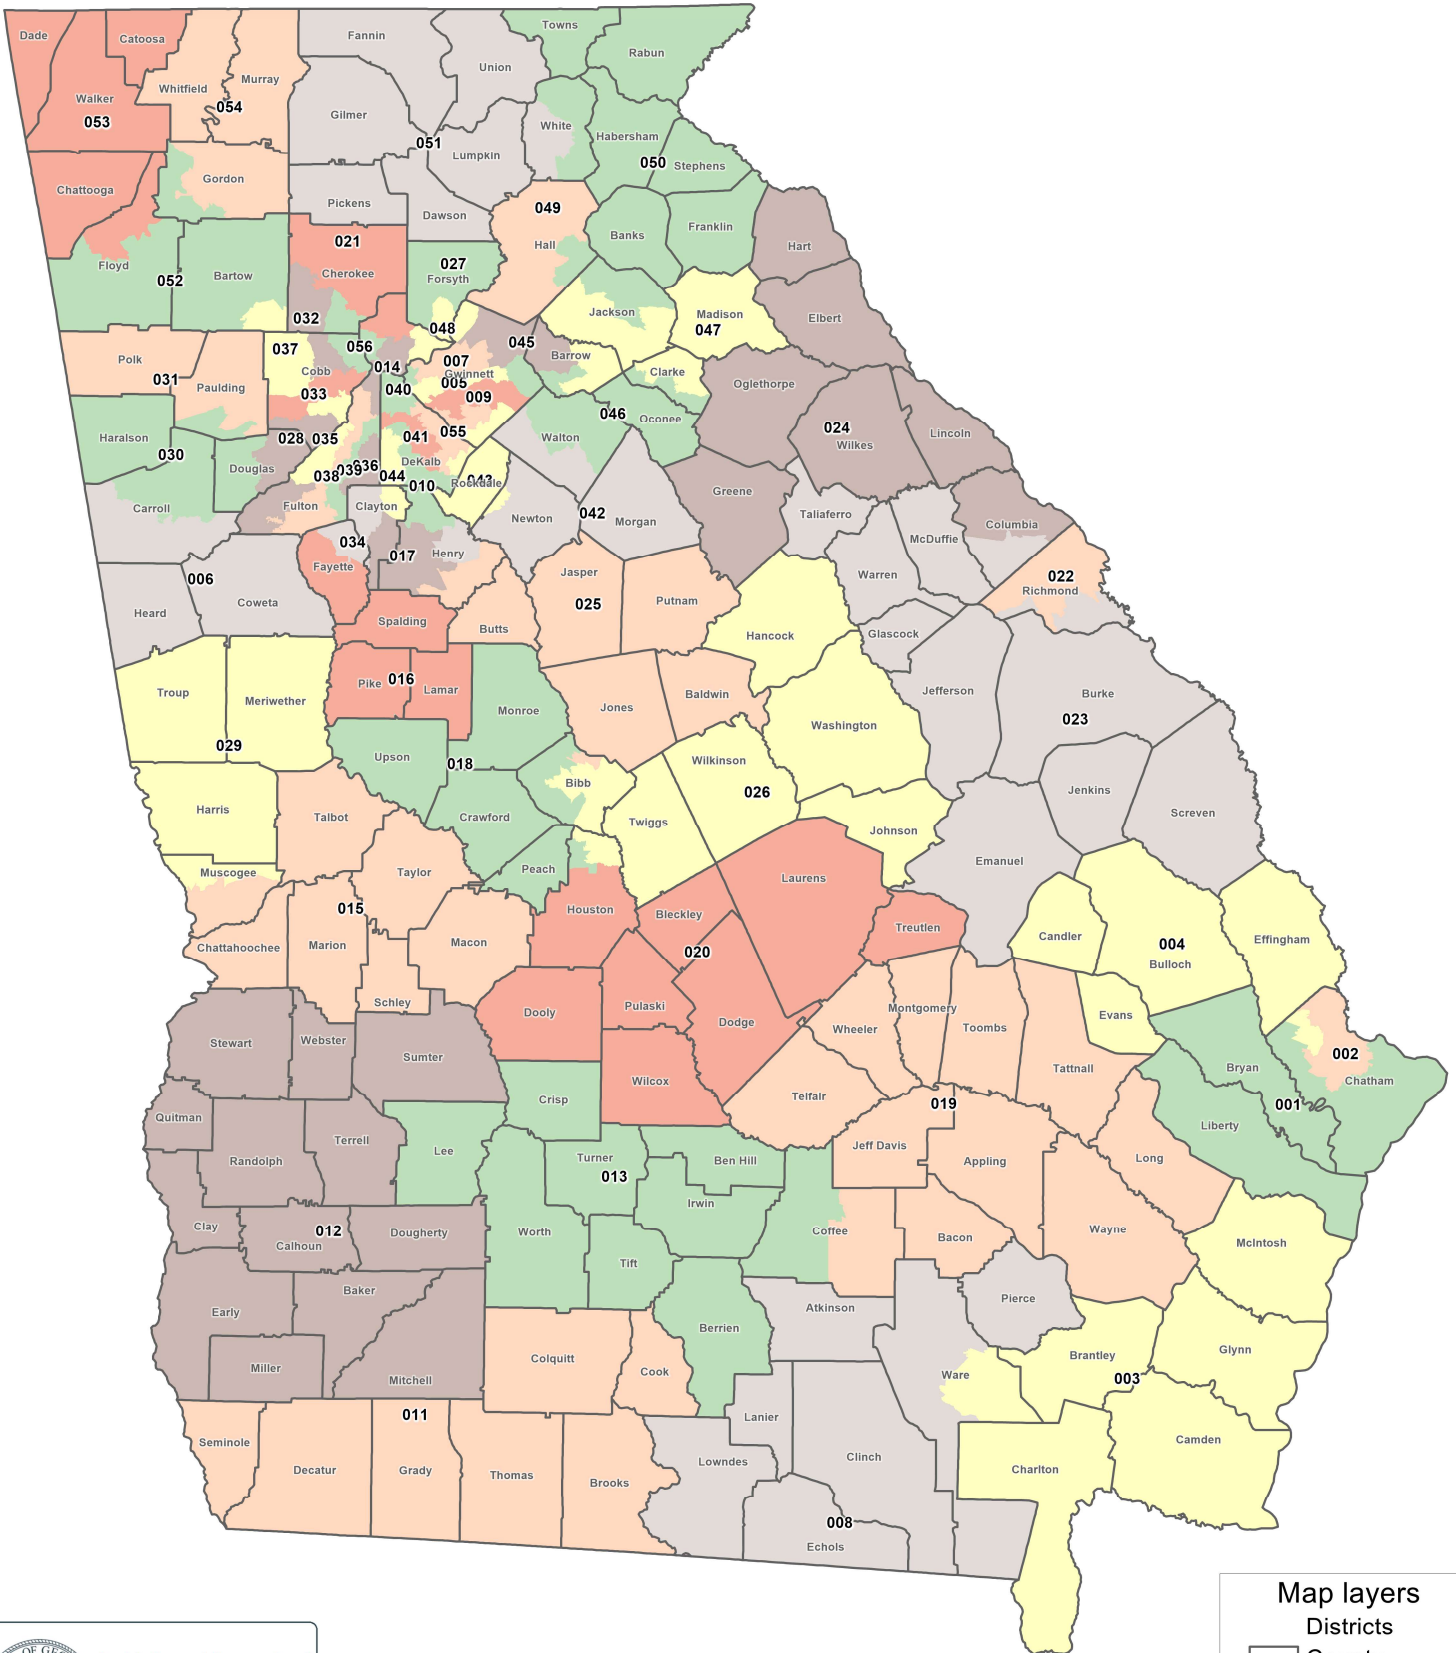 Dade
Catoosa
Fannin
Towns
Rabun
Union
Whitfield
Murray
Walker
053
054
Gilmer
White
Habersham
051
Lumpkin
050
Stephens
Chattooga
Gordon
Pickens
Dawson
049
Hall
Banks
Franklin
Hart
021
Cherokee
027
Forsyth
Floyd
052
Bartow
032
048
Jackson
Madison
047
Elbert
037
056
045
Barrow
Polk
031
Paulding
Cobb
033
014
007
Gwinnett
005
040
009
Clarke
Oglethorpe
046
Oconee
Haralson
030
Douglas
028
035
041
055
Walton
024
Wilkes
Lincoln
038
039
036
DeKalb
044
010
043
Rockdale
Greene
Carroll
Fulton
Clayton
Newton
042
Morgan
Taliaferro
Columbia
McDuffie
034
017
Henry
006
Fayette
Jasper
025
Putnam
Warren
022
Richmond
Heard
Coweta
Spalding
Butts
Hancock
Glascock
Troup
Meriwether
Pike
016
Lamar
Monroe
Jones
Baldwin
Jefferson
Burke
023
Washington
029
Upson
018
Wilkinson
Bibb
026
Jenkins
Harris
Talbot
Crawford
Twiggs
Johnson
Screven
Muscogee
Taylor
Peach
Laurens
Emanuel
015
Houston
Bleckley
Treutlen
Chattahoochee
Marion
Macon
020
Candler
004
Bulloch
Effingham
Schley
Dooly
Pulaski
Dodge
Wheeler
Montgomery
Toombs
Evans
Stewart
Webster
Sumter
002
Tattnall
Bryan
Chatham
Wilcox
Telfair
Crisp
019
001
Quitman
Terrell
Lee
Liberty
Randolph
Turner
013
Ben Hill
Jeff Davis
Appling
Long
Irwin
Clay
012
Calhoun
Dougherty
Worth
Coffee
Bacon
Wayne
McIntosh
Tift
Early
Baker
Pierce
Atkinson
Berrien
Miller
Mitchell
Colquitt
Cook
Ware
Brantley
003
Glynn
011
Lanier
Seminole
Camden
Decatur
Grady
Thomas
Brooks
Lowndes
Clinch
Charlton
008
Echols
Map layers
Districts
OF GE